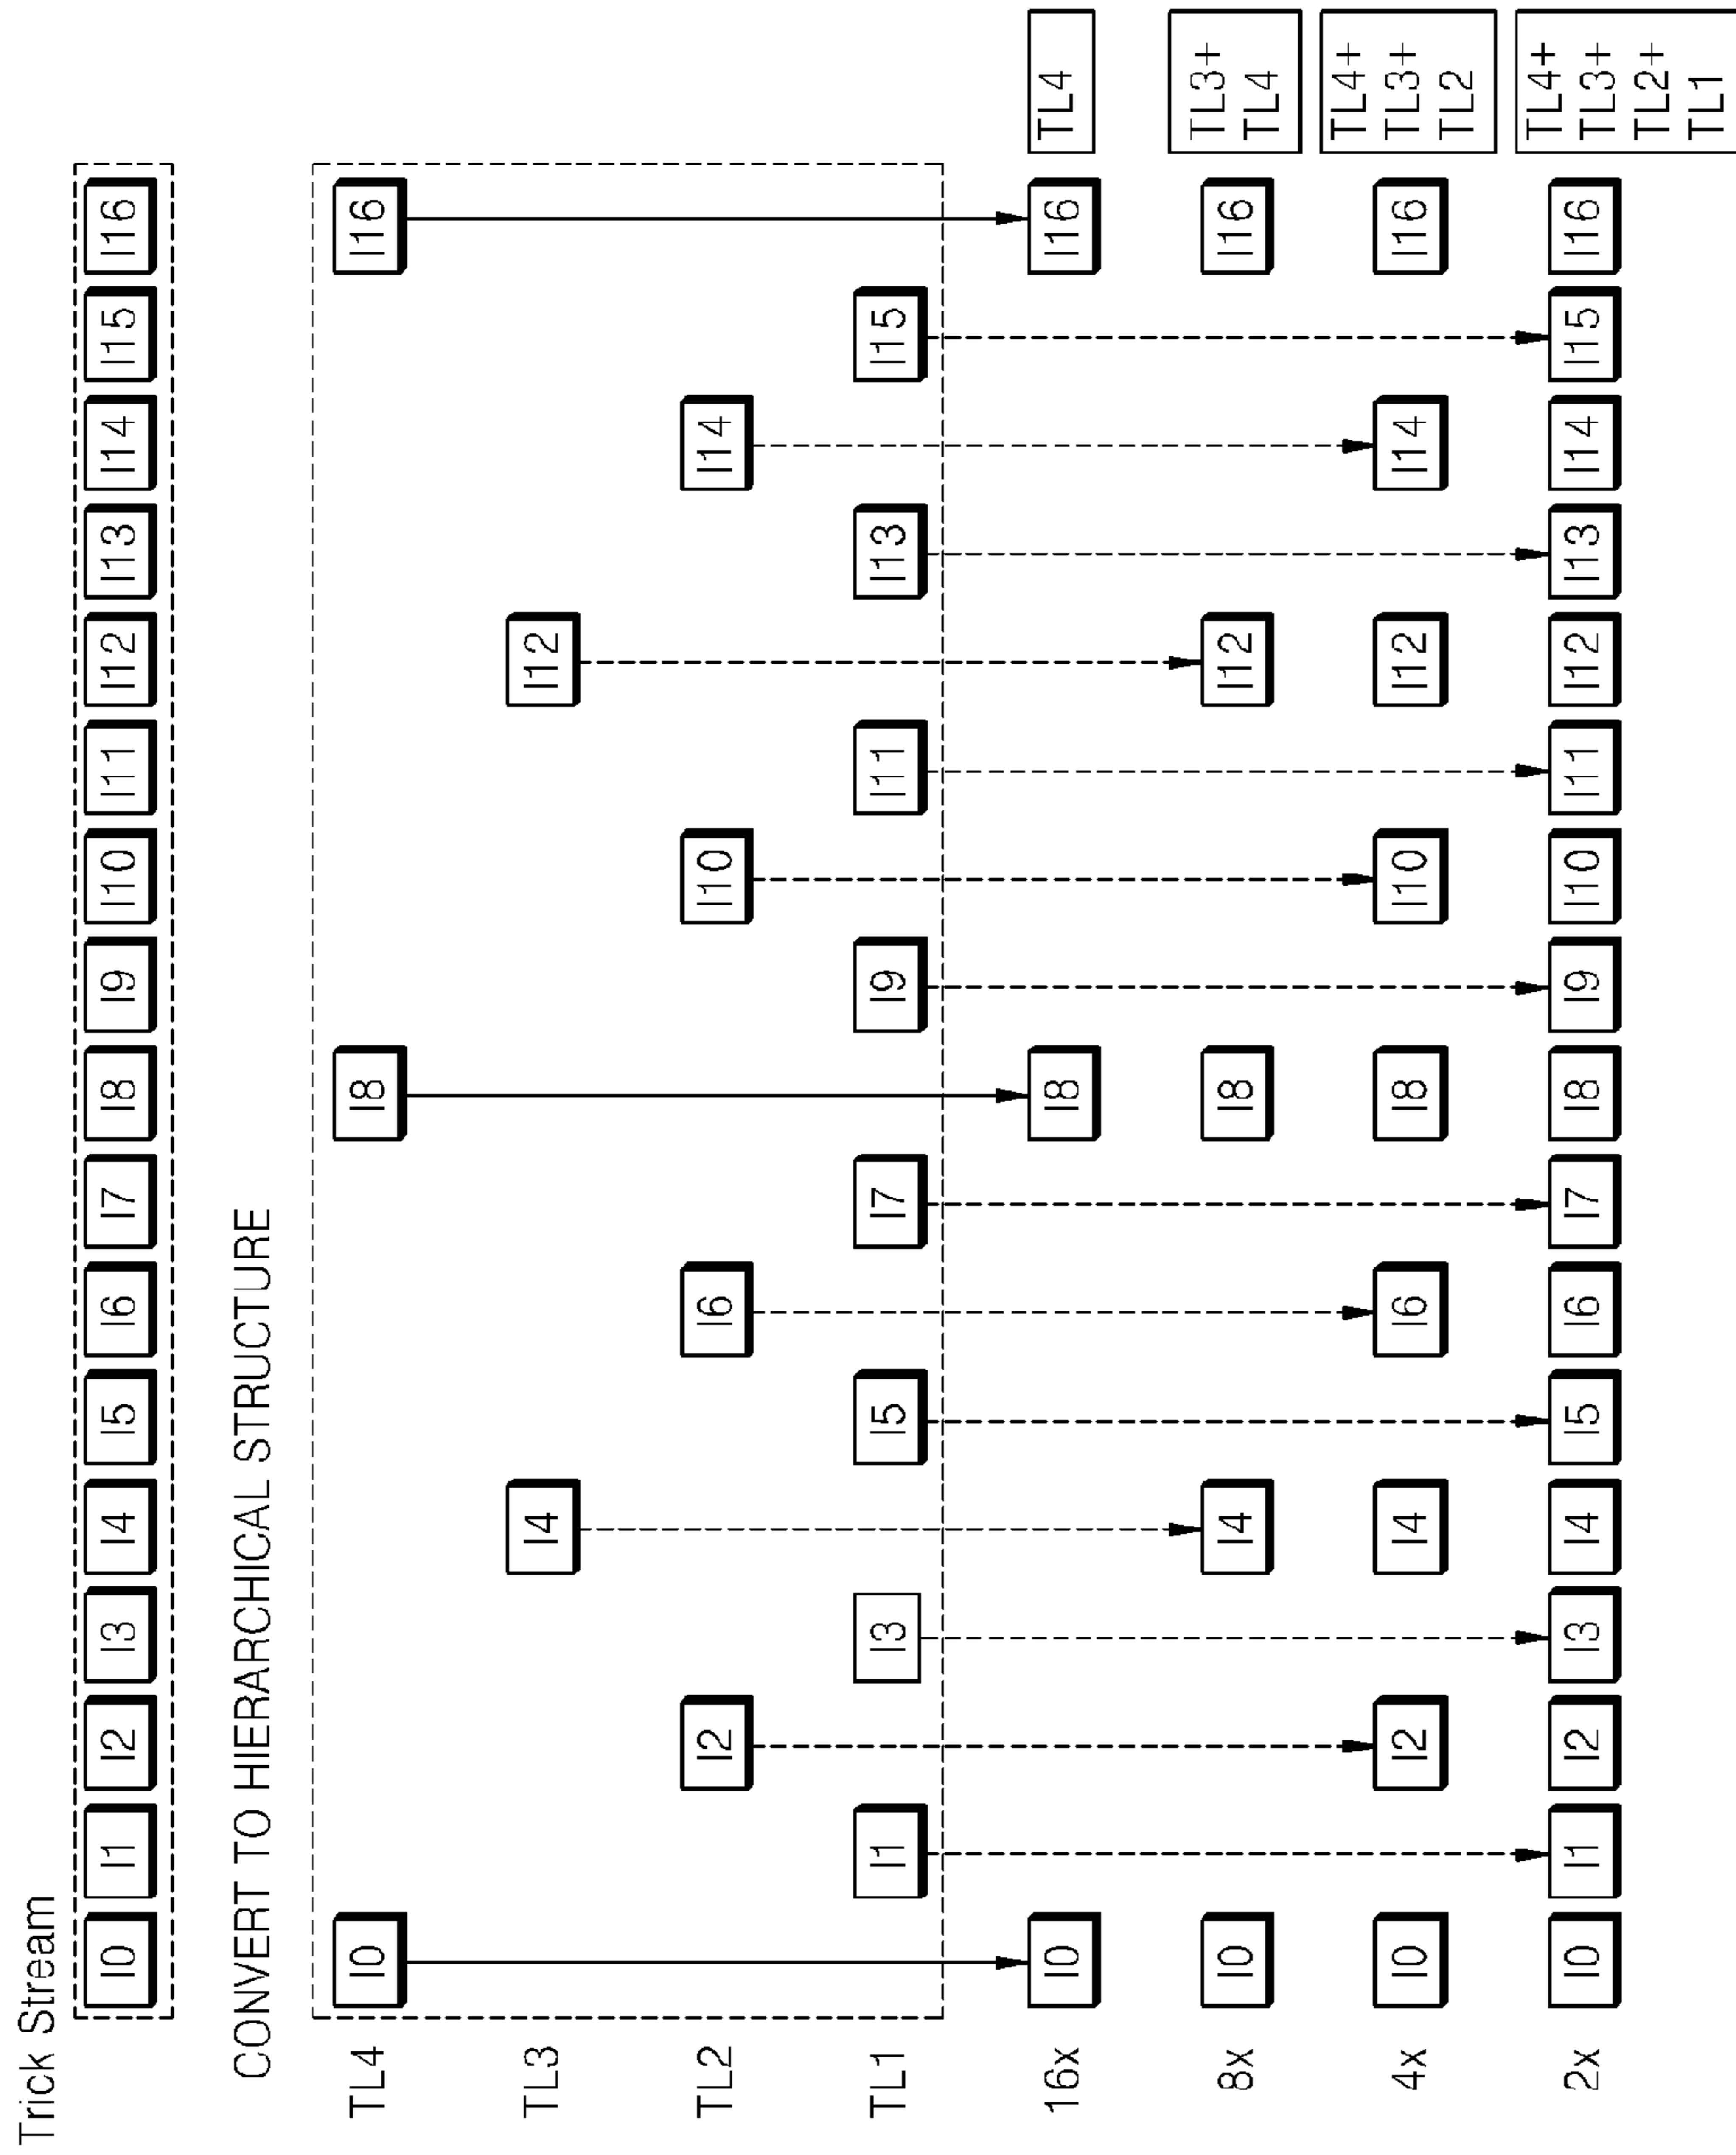 Trick Stream
I0 I1 I2 I3 I4 I5 I6 I7 I8 I9 I10 I11 I12 I13 I14 I15 I16
CONVERT TO HIERARCHICAL STRUCTURE
TL4 I0 I8 I16
TL3 I4 I12
TL2 I2 I6 I10 I14
TL1 I1 I3 I5 I7 I9 I11 I13 I15
16x I0 I8 I16 TL4
8x I0 I4 I8 I12 I16
TL3+
TL4
4x I0 I2 I4 I6 I8 I10 I12 I14 I16
TL4+
TL3+
TL2
2x I0 I1 I2 I3 I4 I5 I6 I7 I8 I9 I10 I11 I12 I13 I14 I15 I16
TL4+
TL3+
TL2+
TL1